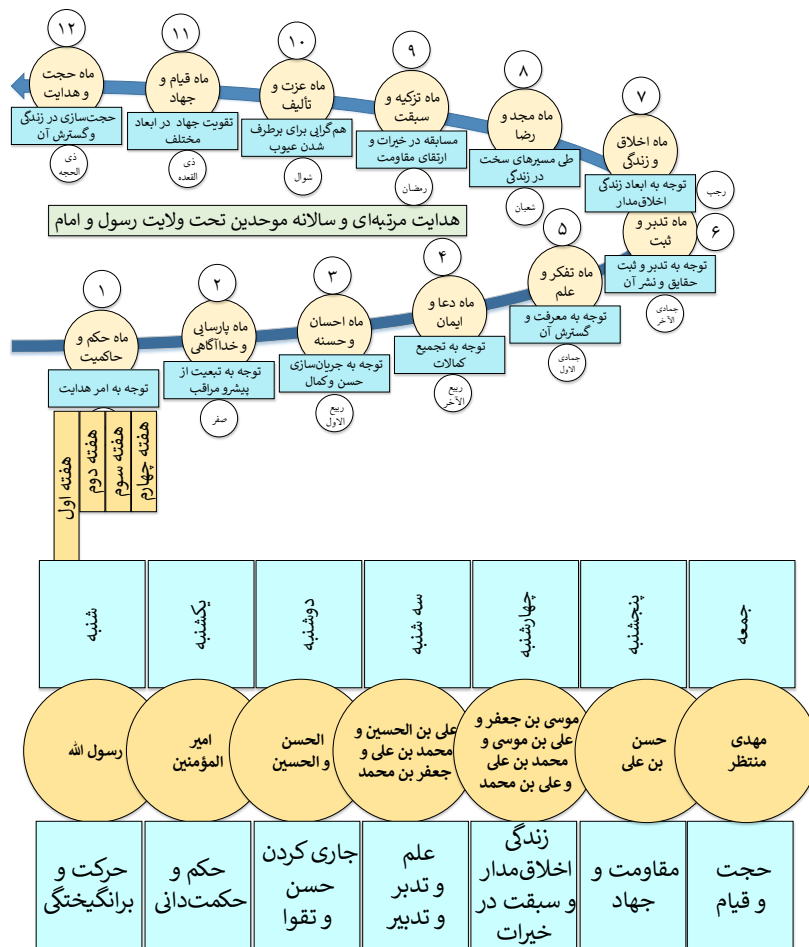 ۱۲
ماه حجت
و هدایت
حجت‌سازی در زندگی
و گسترش آن
ذی
الحجه
۱۱
ماه قیام و
جهاد
تقویت جهاد در ابعاد
مختلف
ذی
القعده
۱۰
ماه عزت و
تألیف
هم‌گرایی برای برطرف
شدن عیوب
شوال
۹
ماه تزکیه و
سبقت
مسابقه در خیرات و
ارتقای مقاومت
رمضان
۸
ماه مجد و
رضا
طی مسیرهای سخت
در زندگی
شعبان
۷
ماه اخلاق
و زندگی
توجه به ابعاد زندگی
اخلاق‌مدار
رجب
هدایت مرتبه‌ای و سالانه موحدین تحت ولایت رسول و امام
۶
ماه تدبر و
ثبت
توجه به تدبر و ثبت
حقایق و نشر آن
جمادی
الآخر
۵
ماه تفکر و
علم
توجه به معرفت و
گسترش آن
جمادی
الاول
۴
ماه دعا و
ایمان
توجه به تجمیع
کمالات
ربیع
الآخر
۳
ماه احسان
و حسنه
توجه به جریان‌سازی
حسن و کمال
ربیع
الاول
۲
ماه پارسایی
و خداآگاهی
توجه به تبعیت از
پیشرو مراقب
صفر
۱
ماه حکم و
حاکمیت
توجه به امر هدایت
هفته اول
هفته دوم
هفته سوم
هفته چهارم
شنبه
یکشنبه
دوشنبه
سه شنبه
چهارشنبه
پنجشنبه
جمعه
رسول الله
امیر
المؤمنین
الحسن
و الحسین
علی بن الحسین و
محمد بن علی و
جعفر بن محمد
موسی بن جعفر و
علی بن موسی و
محمد بن علی
و علی بن محمد
حسن
بن علی
مهدی
منتظر
حرکت و
برانگیختگی
حکم و
حکمت‌دانی
جاری کردن
حسن
و تقوا
علم
و تدبر
و تدبیر
زندگی
اخلاق‌مدار
و سبقت در
خیرات
مقاومت و
جهاد
حجت
و قیام